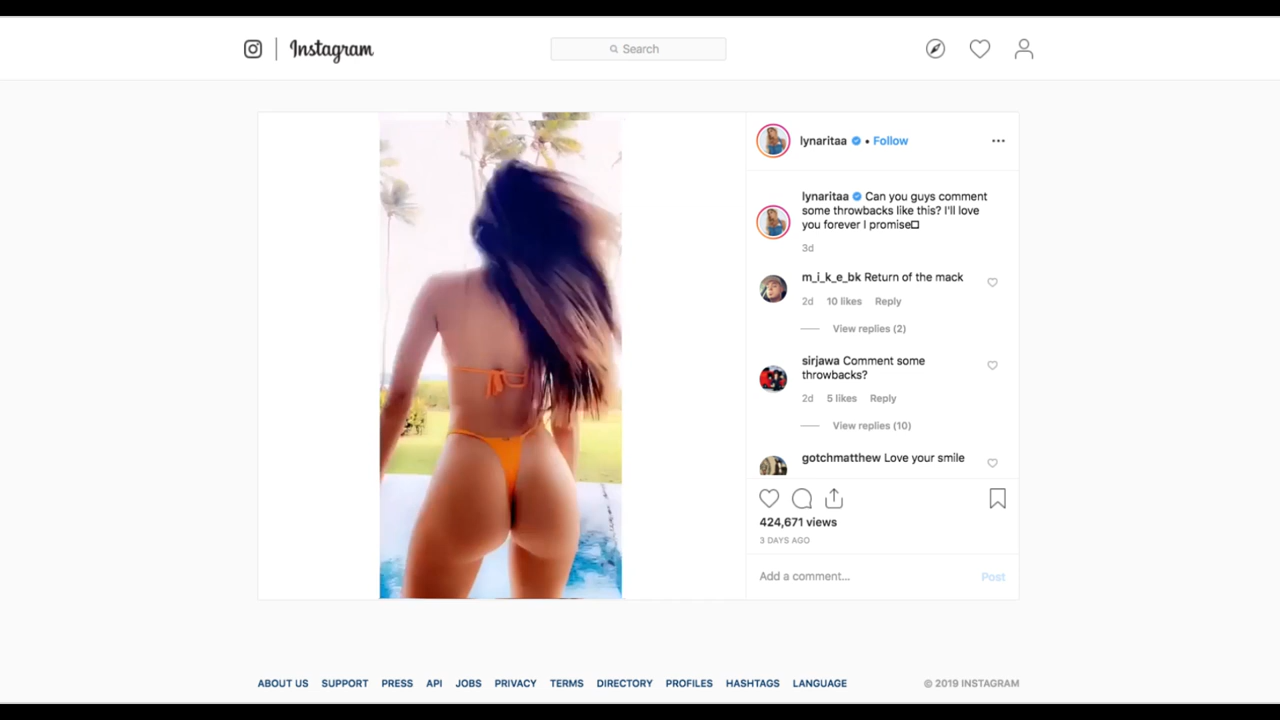 Instagram
Search
lynaritaa • Follow
lynaritaa Can you guys comment
some throwbacks like this? I'll love
you forever I promise□
3d
m_i_k_e_bk Return of the mack
2d 10 likes Reply
View replies (2)
sirjawa Comment some
throwbacks?
2d 5 likes Reply
View replies (10)
gotchmatthew Love your smile
424,671 views
3 DAYS AGO
Add a comment... Post
ABOUT US SUPPORT PRESS API JOBS PRIVACY TERMS DIRECTORY PROFILES HASHTAGS LANGUAGE © 2019 INSTAGRAM